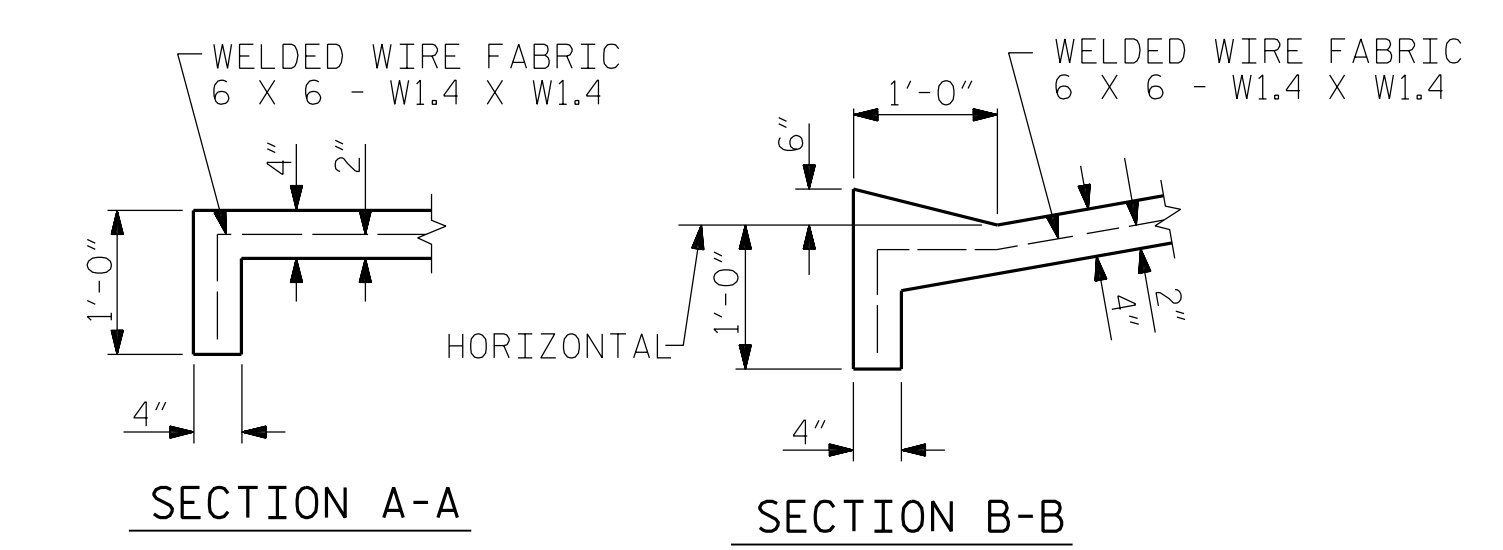 WELDED WIRE FABRIC
6 X 6 - W1.4 X W1.4
4"
2"
1'-0"
4"
SECTION A-A
WELDED WIRE FABRIC
6 X 6 - W1.4 X W1.4
1'-0"
6"
1'-0"
HORIZONTAL
4"
2"
4"
SECTION B-B